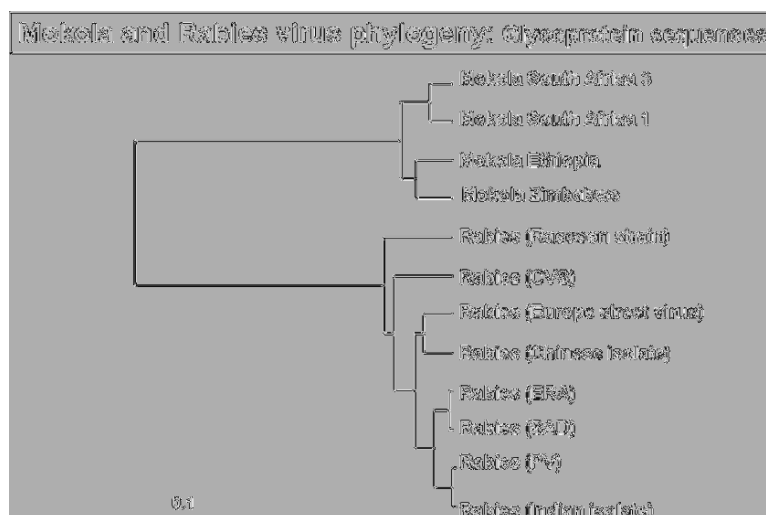 Mokola and Rabies virus phylogeny: Glycoprotein sequences
Mokola South Africa 3
Mokola South Africa 1
Mokola Ethiopia
Mokola Zimbabwe
Rabies (strain)
Rabies (CVS)
Rabies (Europe street virus)
Rabies (Chinese isolate)
Rabies (ERA)
Rabies (SAD)
Rabies (PV)
Rabies (Indian isolate)
0.1